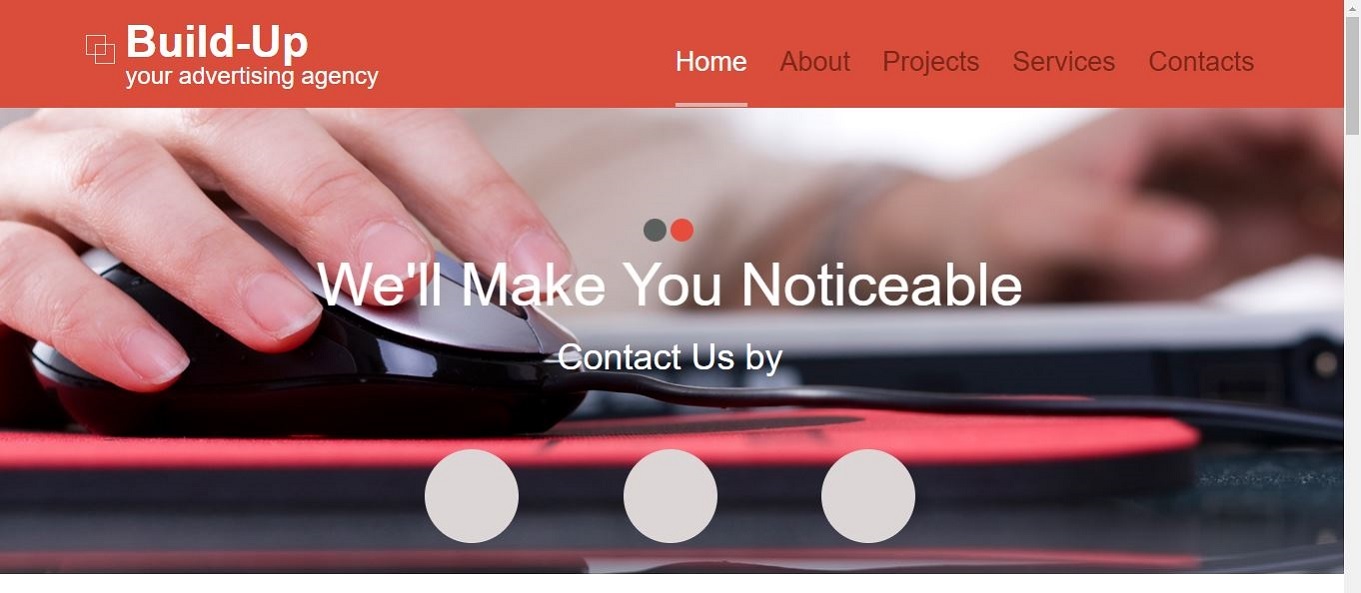 Build-Up
your advertising agency
Home About Projects Services Contacts
We'll Make You Noticeable
Contact Us by